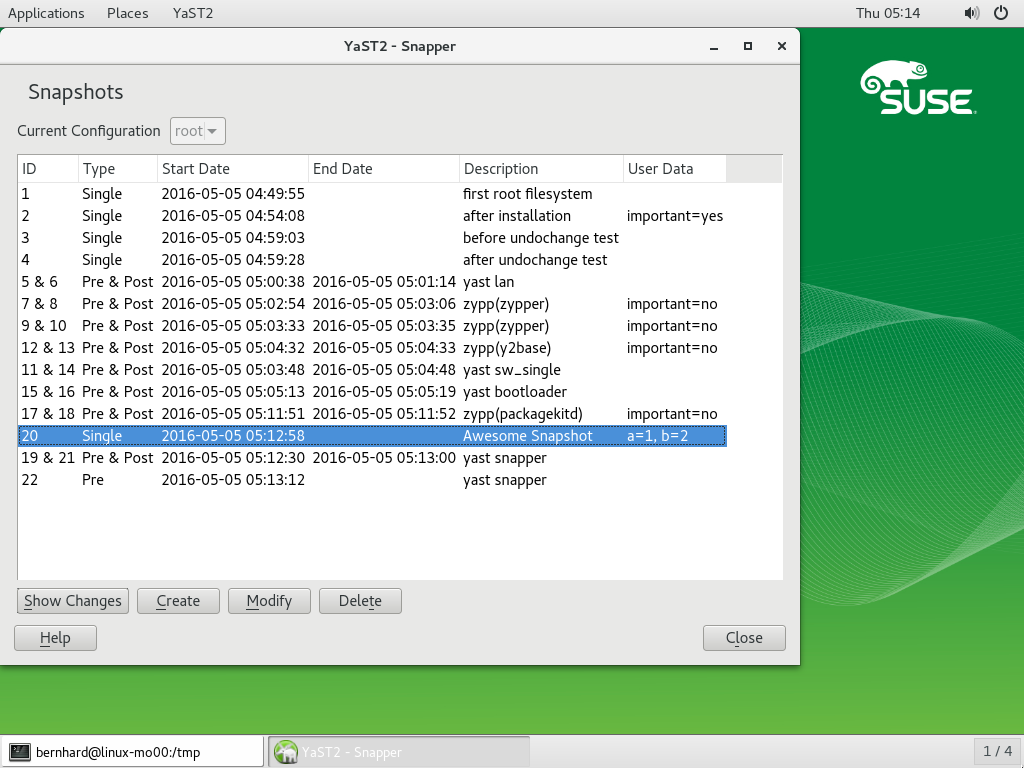 Applications Places YaST2 Thu 05:14
YaST2 - Snapper
SUSE
Snapshots
Current Configuration root
ID Type Start Date End Date Description User Data
1 Single 2016-05-05 04:49:55 first root filesystem
2 Single 2016-05-05 04:54:08 after installation important=yes
3 Single 2016-05-05 04:59:03 before undochange test
4 Single 2016-05-05 04:59:28 after undochange test
5 & 6 Pre & Post 2016-05-05 05:00:38 2016-05-05 05:01:14 yast lan
7 & 8 Pre & Post 2016-05-05 05:02:54 2016-05-05 05:03:06 zypp(zypper) important=no
9 & 10 Pre & Post 2016-05-05 05:03:33 2016-05-05 05:03:35 zypp(zypper) important=no
12 & 13 Pre & Post 2016-05-05 05:04:32 2016-05-05 05:04:33 zypp(y2base) important=no
11 & 14 Pre & Post 2016-05-05 05:03:48 2016-05-05 05:04:48 yast sw_single
15 & 16 Pre & Post 2016-05-05 05:05:13 2016-05-05 05:05:19 yast bootloader
17 & 18 Pre & Post 2016-05-05 05:11:51 2016-05-05 05:11:52 zypp(packagekitd) important=no
20 Single 2016-05-05 05:12:58 Awesome Snapshot a=1, b=2
19 & 21 Pre & Post 2016-05-05 05:12:30 2016-05-05 05:13:00 yast snapper
22 Pre 2016-05-05 05:13:12 yast snapper
Show Changes Create Modify Delete
Help Close
bernhard@linux-mo00:/tmp YaST2 - Snapper 1 / 4